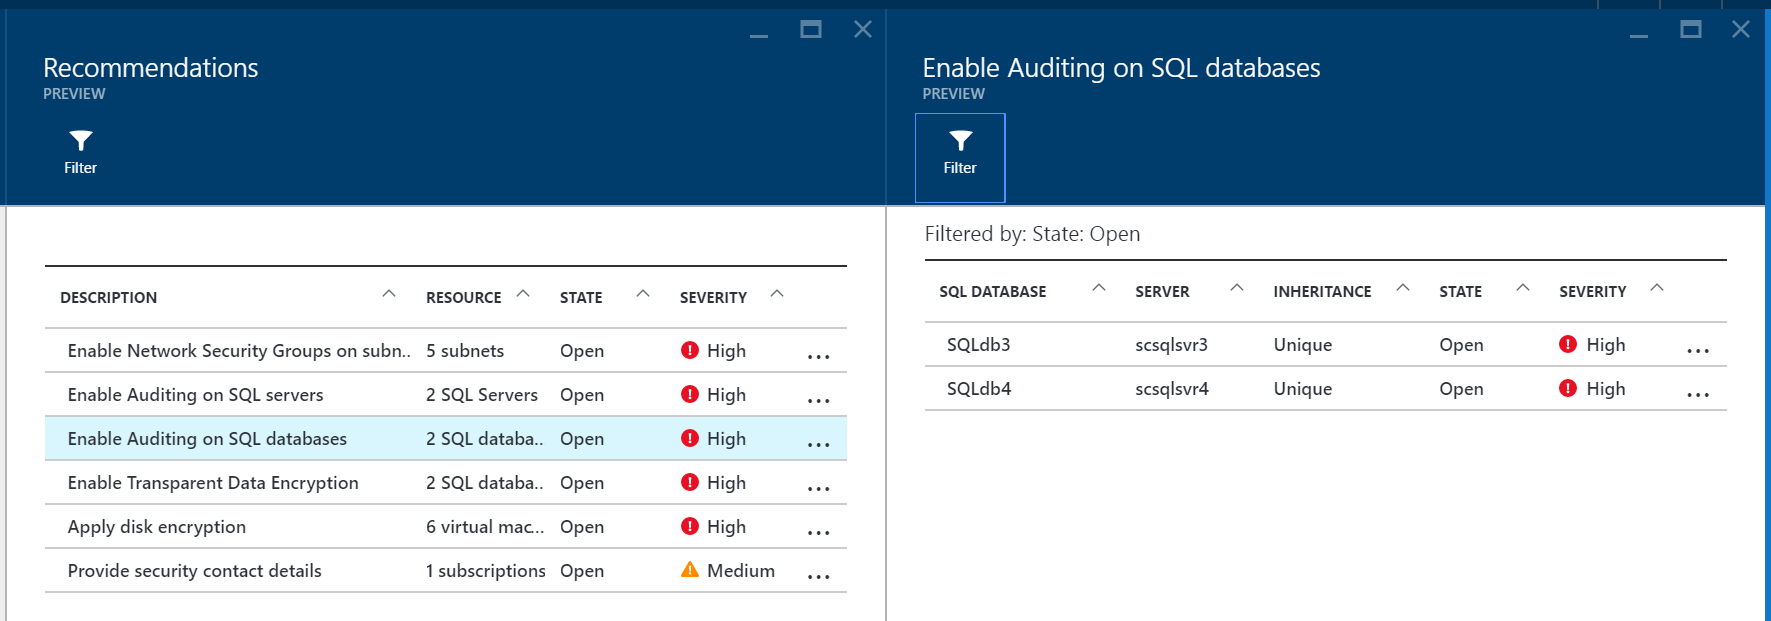 Recommendations
PREVIEW
Filter
DESCRIPTION RESOURCE STATE SEVERITY
Enable Network Security Groups on subn.. 5 subnets Open High ...
Enable Auditing on SQL servers 2 SQL Servers Open High ...
Enable Auditing on SQL databases 2 SQL databa.. Open High ...
Enable Transparent Data Encryption 2 SQL databa.. Open High ...
Apply disk encryption 6 virtual mac... Open High ...
Provide security contact details 1 subscriptions Open Medium ...
Enable Auditing on SQL databases
PREVIEW
Filter
Filtered by: State: Open
SQL DATABASE SERVER INHERITANCE STATE SEVERITY
SQLdb3 scsqlsvr3 Unique Open High ...
SQLdb4 scsqlsvr4 Unique Open High ...